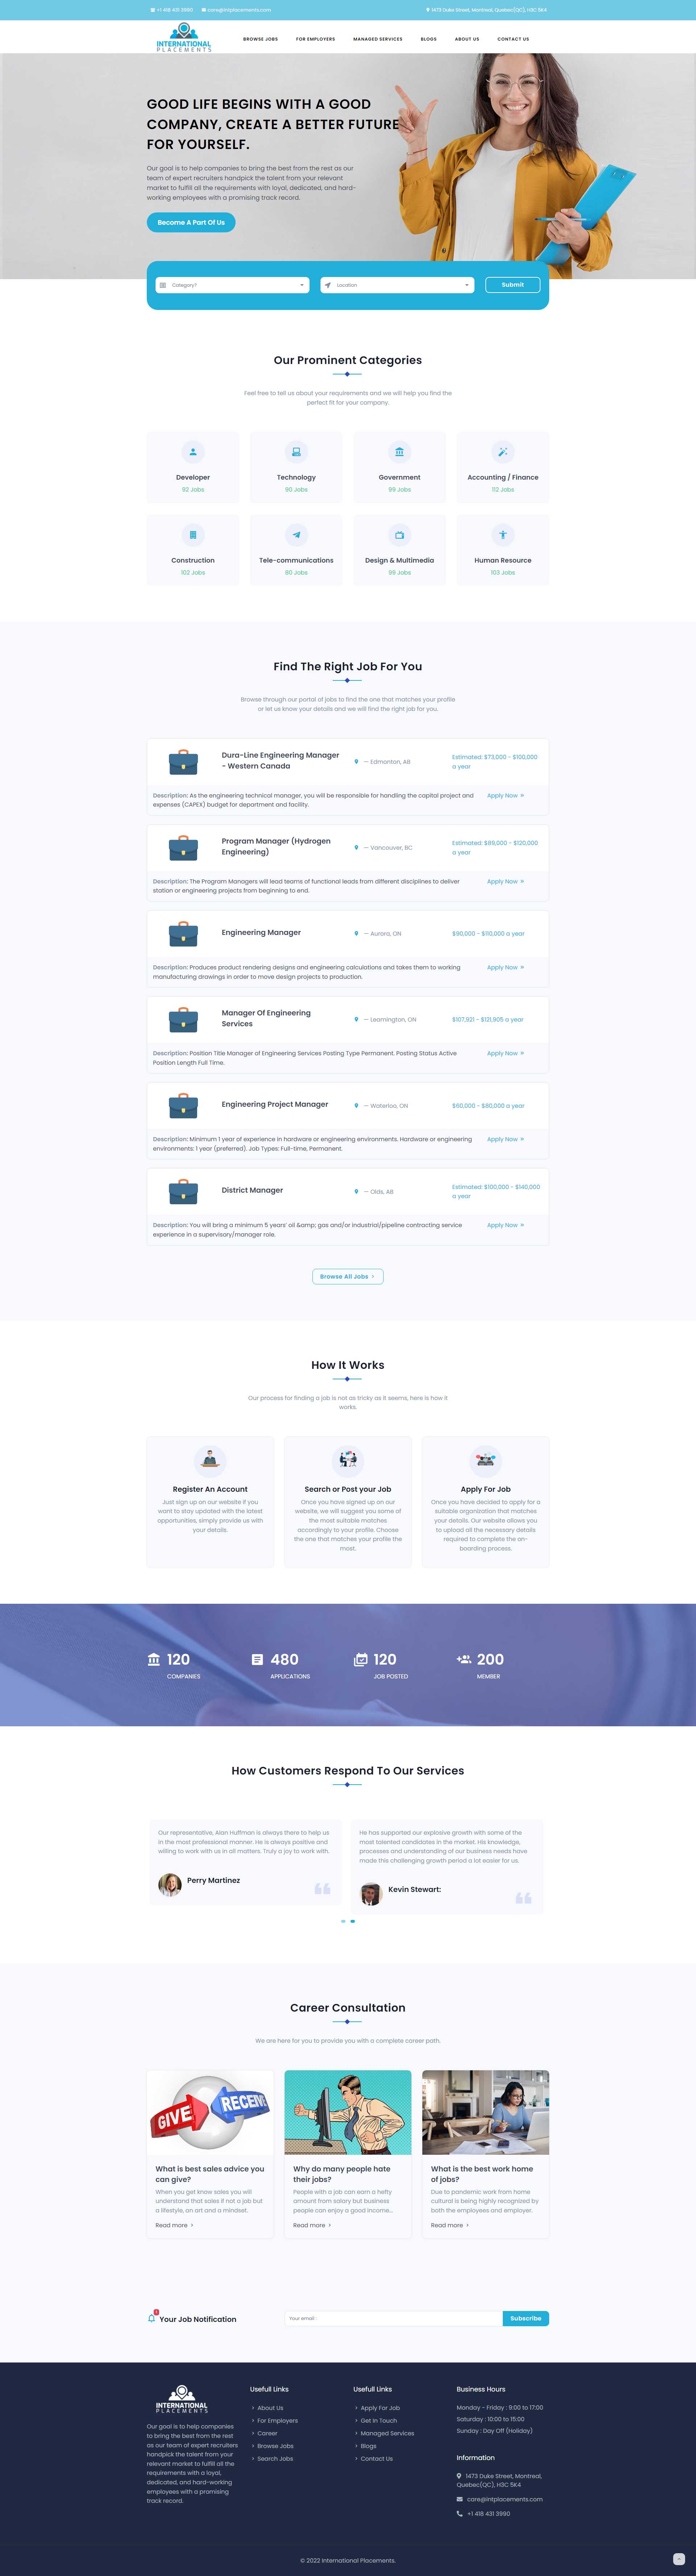 +1 418 431 3990 care@intplacements.com 1473 Duke Street, Montreal, Quebec(QC), H3C 5K4
INTERNATIONAL
PLACEMENTS
BROWSE JOBS FOR EMPLOYERS MANAGED SERVICES BLOGS ABOUT US CONTACT US
GOOD LIFE BEGINS WITH A GOOD
COMPANY, CREATE A BETTER FUTURE
FOR YOURSELF.
Our goal is to help companies to bring the best from the rest as our
team of expert recruiters handpick the talent from your relevant
market to fulfill all the requirements with loyal, dedicated, and hard-
working employees with a promising track record.
Become A Part Of Us
Category? Location Submit
Our Prominent Categories
Feel free to tell us about your requirements and we will help you find the
perfect fit for your company.
Developer Technology Government Accounting / Finance
92 Jobs 90 Jobs 99 Jobs 112 Jobs
Construction Tele-communications Design & Multimedia Human Resource
102 Jobs 80 Jobs 99 Jobs 103 Jobs
Find The Right Job For You
Browse through our portal of jobs to find the one that matches your profile
or let us know your details and we will find the right job for you.
Dura-Line Engineering Manager
- Western Canada
— Edmonton, AB
Estimated: $73,000 - $100,000
a year
Description: As the engineering technical manager, you will be responsible for handling the capital project and
expenses (CAPEX) budget for department and facility.
Apply Now »
Program Manager (Hydrogen
Engineering)
— Vancouver, BC
Estimated: $89,000 - $120,000
a year
Description: The Program Managers will lead teams of functional leads from different disciplines to deliver
station or engineering projects from beginning to end.
Apply Now »
Engineering Manager
— Aurora, ON
$90,000 - $110,000 a year
Description: Produces product rendering designs and engineering calculations and takes them to working
manufacturing drawings in order to move design projects to production.
Apply Now »
Manager Of Engineering
Services
— Leamington, ON
$107,921 - $121,905 a year
Description: Position Title Manager of Engineering Services Posting Type Permanent. Posting Status Active
Position Length Full Time.
Apply Now »
Engineering Project Manager
— Waterloo, ON
$60,000 - $80,000 a year
Description: Minimum 1 year of experience in hardware or engineering environments. Hardware or engineering
environments: 1 year (preferred). Job Types: Full-time, Permanent.
Apply Now »
District Manager
— Olds, AB
Estimated: $100,000 - $140,000
a year
Description: You will bring a minimum 5 years' oil &amp; gas and/or industrial/pipeline contracting service
experience in a supervisory/manager role.
Apply Now »
Browse All Jobs ›
How It Works
Our process for finding a job is not as tricky as it seems, here is how it
works.
Register An Account
Just sign up on our website if you
want to stay updated with the latest
opportunities, simply provide us with
your details.
Search or Post your Job
Once you have signed up on our
website, we will suggest you some of
the most suitable matches
accordingly to your profile. Choose
the one that matches your profile the
most.
Apply For Job
Once you have decided to apply for a
suitable organization that matches
your details. Our website allows you
to upload all the necessary details
required to complete the on-
boarding process.
120 480 120 200
COMPANIES APPLICATIONS JOB POSTED MEMBER
How Customers Respond To Our Services
Our representative, Alan Huffman is always there to help us
in the most professional manner. He is always positive and
willing to work with us in all matters. Truly a joy to work with.
Perry Martinez
He has supported our explosive growth with some of the
most talented candidates in the market. His knowledge,
processes and understanding of our business needs have
made this challenging growth period a lot easier for us.
Kevin Stewart:
Career Consultation
We are here for you to provide you with a complete career path.
GIVE RECEIVE
What is best sales advice you
can give?
When you get know sales you will
understand that sales if not a job but
a lifestyle, an art and a mindset.
Read more ›
Why do many people hate
their jobs?
People with a job can earn a hefty
amount from salary but business
people can enjoy a good income...
Read more ›
What is the best work home
of jobs?
Due to pandemic work from home
cultural is being highly recognized by
both the employees and employer.
Read more ›
Your Job Notification
Your email :
Subscribe
INTERNATIONAL
PLACEMENTS
Our goal is to help companies
to bring the best from the rest
as our team of expert recruiters
handpick the talent from your
relevant market to fulfill all the
requirements with a loyal,
dedicated, and hard-working
employees with a promising
track record.
Usefull Links
› About Us
› For Employers
› Career
› Browse Jobs
› Search Jobs
Usefull Links
› Apply For Job
› Get In Touch
› Managed Services
› Blogs
› Contact Us
Business Hours
Monday - Friday : 9:00 to 17:00
Saturday : 10:00 to 15:00
Sunday : Day Off (Holiday)
Information
1473 Duke Street, Montreal,
Quebec(QC), H3C 5K4
care@intplacements.com
+1 418 431 3990
© 2022 International Placements.